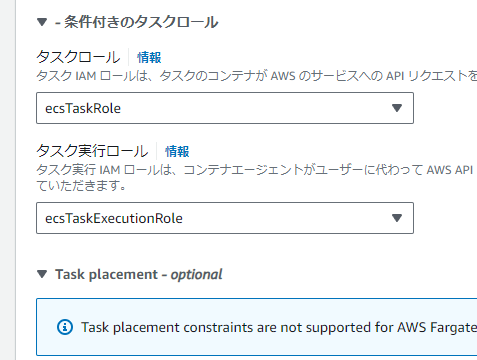 - 条件付きのタスクロール
タスクロール 情報
タスク IAM ロールは、タスクのコンテナが AWS のサービスへの API リクエストを
ecsTaskRole
タスク実行ロール 情報
タスク実行 IAM ロールは、コンテナエージェントがユーザーに代わって AWS API
ていただきます。
ecsTaskExecutionRole
Task placement - optional
Task placement constraints are not supported for AWS Fargate